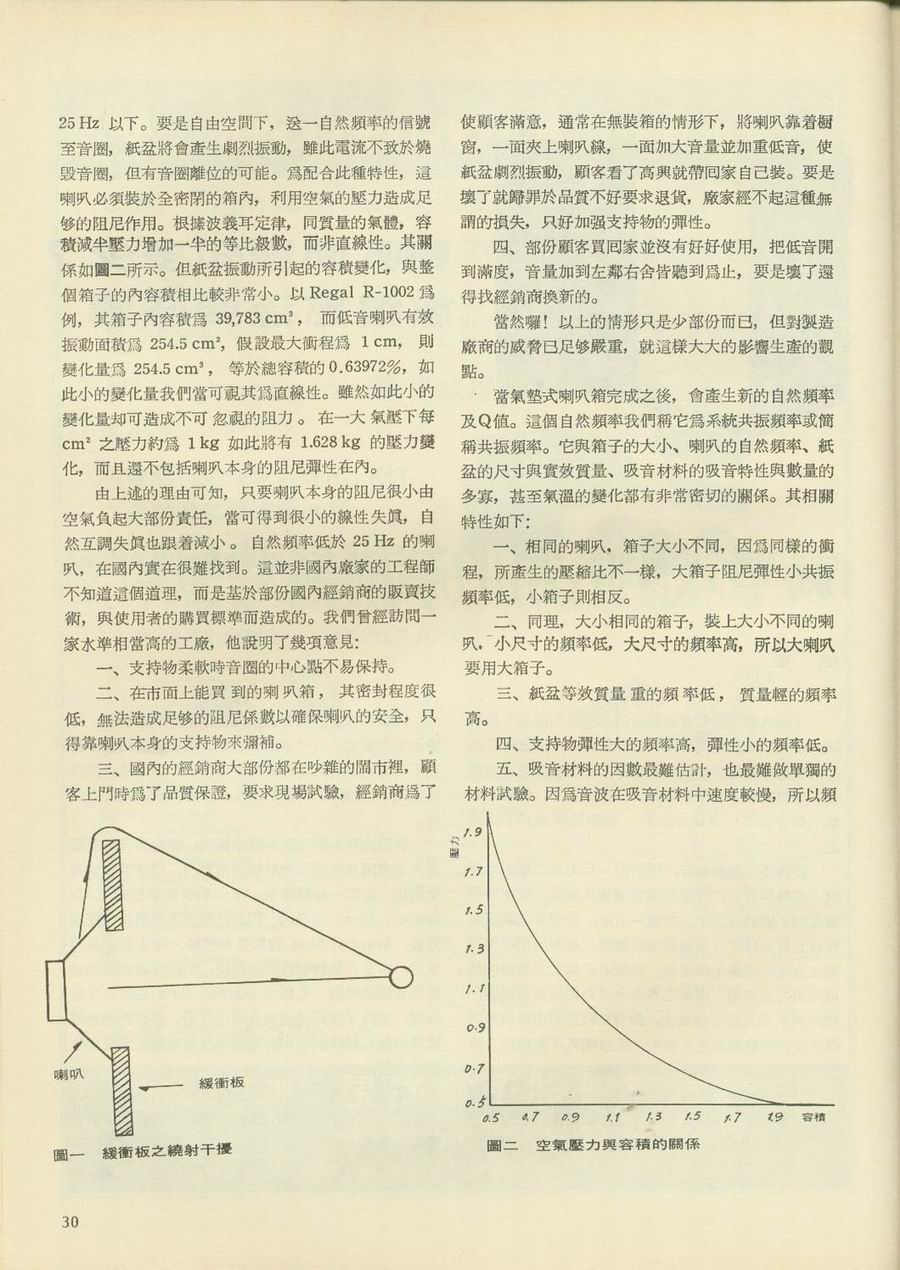 25 Hz 以下。要是自由空間下，送一自然頻率的信號
至音圈，紙盆將會產生劇烈振動，雖此電流不致於燒
毀音圈，但有音圈離位的可能。爲配合此種特性，這
喇叭必須裝於全密閉的箱內，利用空氣的壓力造成足
够的阻尼作用。根據波義耳定律，同質量的氣體，容
積減半壓力增加一半的等比級數，而非直線性。其關
係如圖二所示。但紙盆振動所引起的容積變化，與整
個箱子的內容積相比較非常小。以 Regal R-1002 爲
例，其箱子內容積爲 39,783 cm³， 而低音喇叭有效
振動面積爲 254.5 cm²，假設最大衝程爲 1 cm， 則
變化量爲 254.5 cm³， 等於總容積的 0.63972%，如
此小的變化量我們當可視其爲直線性。雖然如此小的
變化量却可造成不可忽視的阻力。在一大氣壓下每
cm² 之壓力約爲 1 kg 如此將有 1.628 kg 的壓力變
化，而且還不包括喇叭本身的阻尼彈性在內。
由上述的理由可知，只要喇叭本身的阻尼很小由
空氣負起大部份責任，當可得到很小的線性失眞，自
然互調失眞也跟着減小。自然頻率低於 25 Hz 的喇
叭，在國內實在很難找到。這並非國內廠家的工程師
不知道這個道理，而是基於部份國內經銷商的販賣技
術，與使用者的購買標準而造成的。我們曾經訪問一
家水準相當高的工廠，他說明了幾項意見：
一、支持物柔軟時音圈的中心點不易保持。
二、在市面上能買到的喇叭箱，其密封程度很
低，無法造成足够的阻尼係數以確保喇叭的安全，只
得靠喇叭本身的支持物來彌補。
三、國內的經銷商大部份都在吵雜的鬧市裡，顧
客上門時爲了品質保證，要求現場試驗，經銷商爲了
使顧客滿意，通常在無裝箱的情形下，將喇叭靠着櫥
窗，一面夾上喇叭線，一面加大音量並加重低音，使
紙盆劇烈振動，顧客看了高興就帶囘家自己裝。要是
壞了就歸罪於品質不好要求退貨，廠家經不起這種無
謂的損失，只好加强支持物的彈性。
四、部份顧客買囘家並沒有好好使用，把低音開
到滿度，音量加到左鄰右舍皆聽到爲止，要是壞了還
得找經銷商換新的。
當然囉！以上的情形只是少部份而已，但對製造
廠商的威脅已足够嚴重，就這樣大大的影響生產的觀
點。
當氣墊式喇叭箱完成之後，會產生新的自然頻率
及Q值。這個自然頻率我們稱它爲系統共振頻率或簡
稱共振頻率。它與箱子的大小、喇叭的自然頻率、紙
盆的尺寸與實效質量、吸音材料的吸音特性與數量的
多寡，甚至氣溫的變化都有非常密切的關係。其相關
特性如下：
一、相同的喇叭，箱子大小不同，因爲同樣的衝
程，所產生的壓縮比不一樣，大箱子阻尼彈性小共振
頻率低，小箱子則相反。
二、同理，大小相同的箱子，裝上大小不同的喇
叭，小尺寸的頻率低，大尺寸的頻率高，所以大喇叭
要用大箱子。
三、紙盆等效質量重的頻率低，質量輕的頻率
高。
四、支持物彈性大的頻率高，彈性小的頻率低。
五、吸音材料的因數最難估計，也最難做單獨的
材料試驗。因爲音波在吸音材料中速度較慢，所以頻
喇叭
緩衝板
圖一 緩衝板之繞射干擾
壓力
1.9
1.7
1.5
1.3
1.1
0.9
0.7
0.5
0.5 0.7 0.9 1.1 1.3 1.5 1.7 1.9 容積
圖二 空氣壓力與容積的關係
30